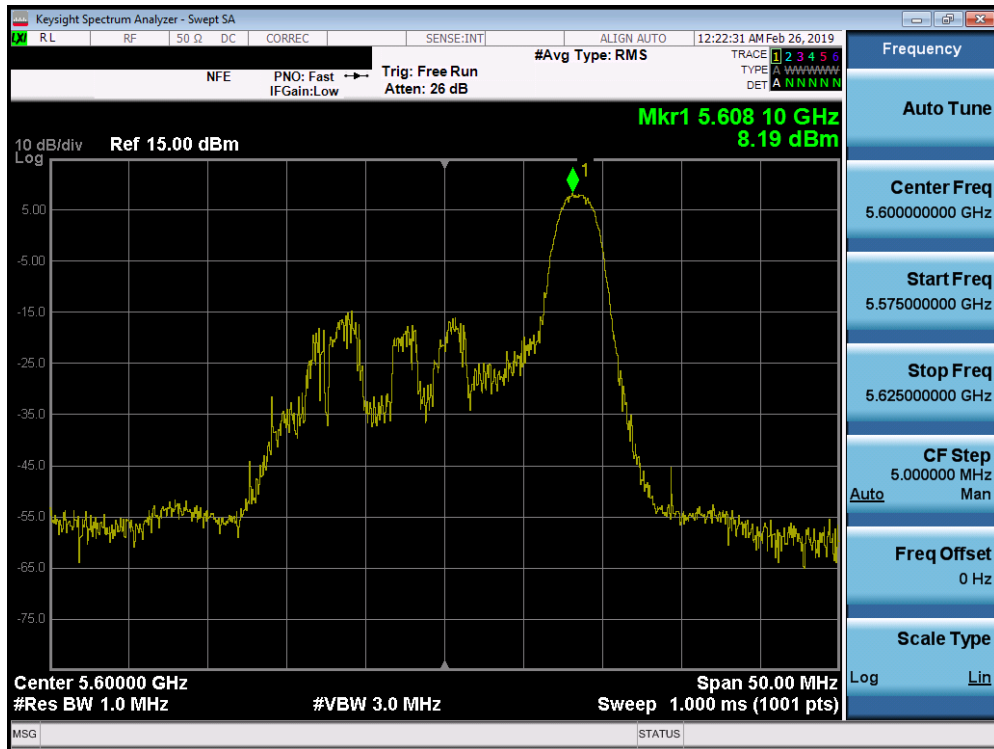 Keysight Spectrum Analyzer - Swept SA
LXI RL RF 50 Ω DC CORREC SENSE:INT ALIGN AUTO 12:22:31 AM Feb 26, 2019
NFE PNO: Fast Trig: Free Run #Avg Type: RMS TRACE 1 2 3 4 5 6
IFGain:Low Atten: 26 dB TYPE A WWWWW
DET A N N N N N
Mkr1 5.608 10 GHz
8.19 dBm
10 dB/div Ref 15.00 dBm
Log
1
5.00
-5.00
-15.0
-25.0
-35.0
-45.0
-55.0
-65.0
-75.0
Center 5.60000 GHz Span 50.00 MHz
#Res BW 1.0 MHz #VBW 3.0 MHz Sweep 1.000 ms (1001 pts)
MSG STATUS
Frequency
Auto Tune
Center Freq
5.600000000 GHz
Start Freq
5.575000000 GHz
Stop Freq
5.625000000 GHz
CF Step
5.000000 MHz
Auto Man
Freq Offset
0 Hz
Scale Type
Log Lin